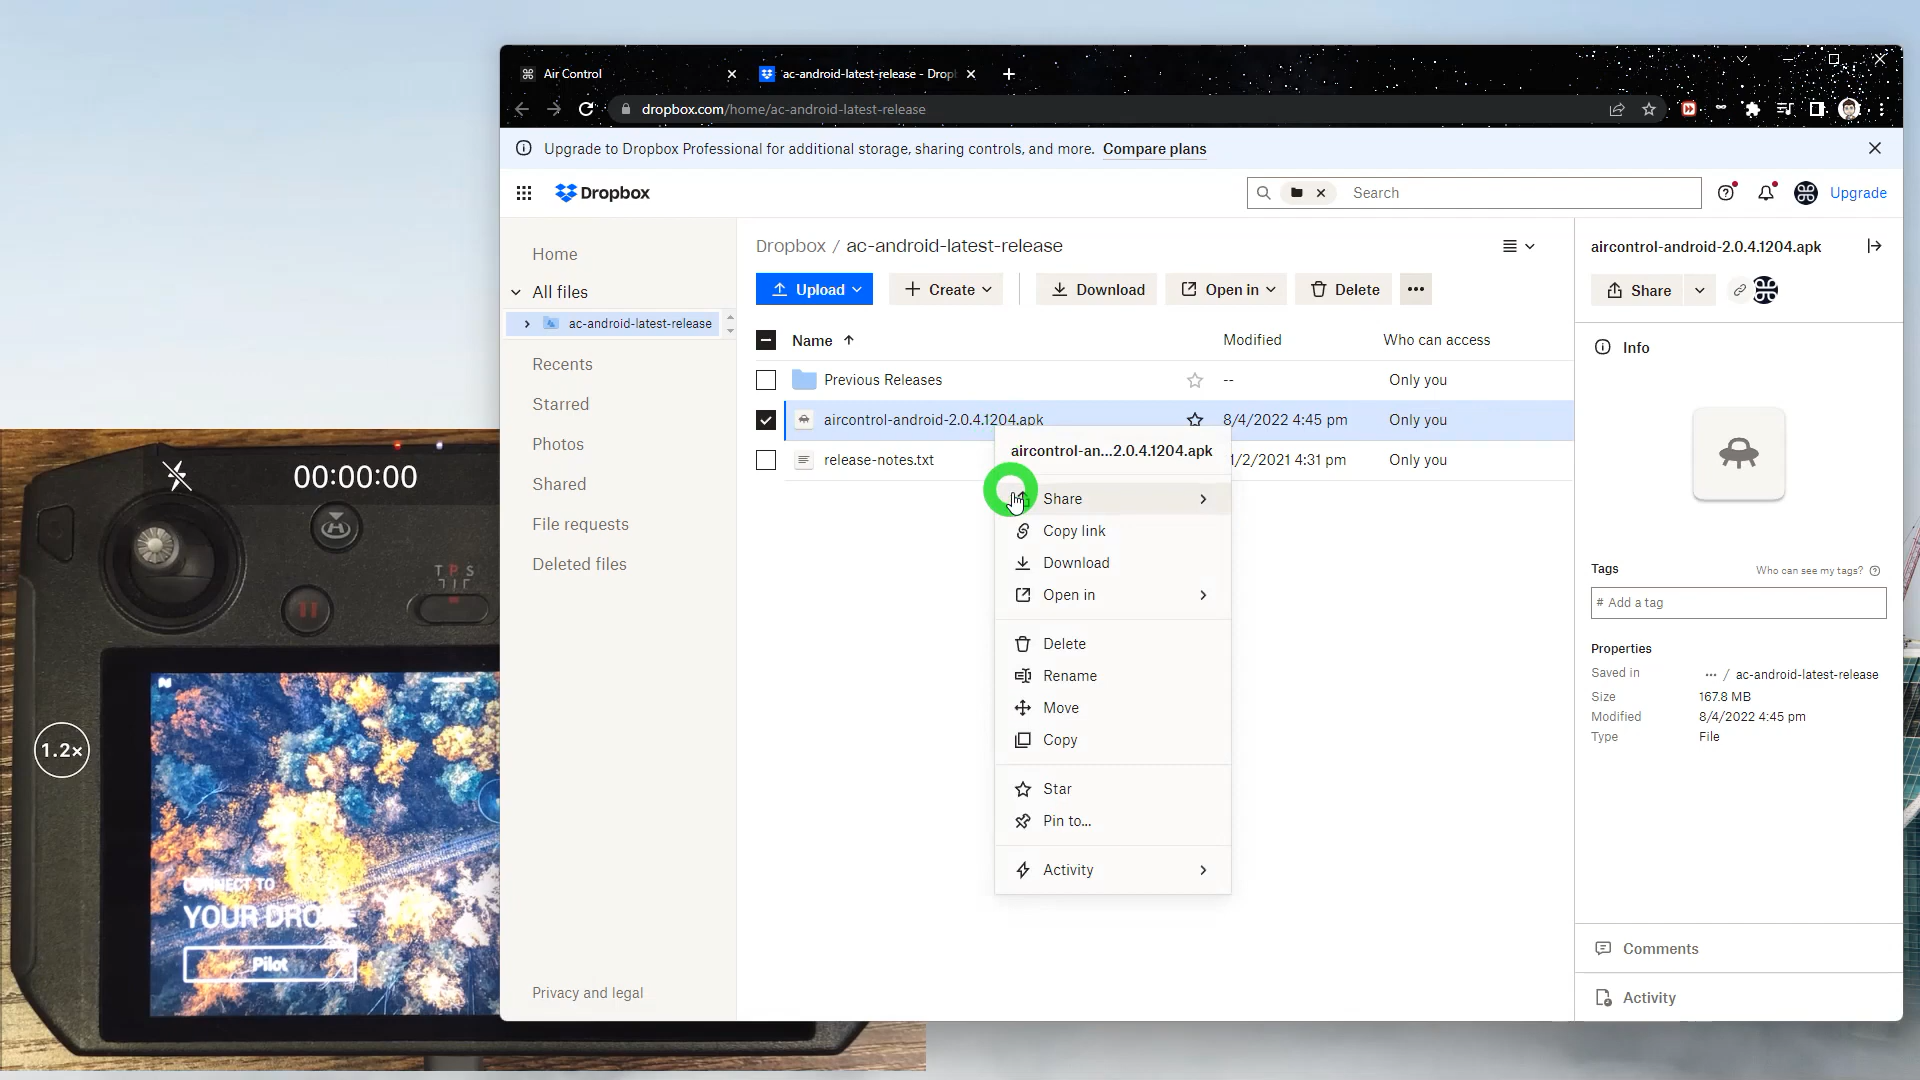 Air Control
ac-android-latest-release - Drop
dropbox.com/home/ac-android-latest-release
Upgrade to Dropbox Professional for additional storage, sharing controls, and more. Compare plans
Dropbox
Search
Upgrade
Home
All files
ac-android-latest-release
Recents
Starred
Photos
Shared
File requests
Deleted files
Privacy and legal
Dropbox / ac-android-latest-release
Upload
Create
Download
Open in
Delete
Name
Modified
Who can access
Previous Releases
--
Only you
aircontrol-android-2.0.4.1204.apk
8/4/2022 4:45 pm
Only you
release-notes.txt
1/2/2021 4:31 pm
Only you
aircontrol-an...2.0.4.1204.apk
Share
Copy link
Download
Open in
Delete
Rename
Move
Copy
Star
Pin to...
Activity
aircontrol-android-2.0.4.1204.apk
Share
Info
Tags
Who can see my tags?
# Add a tag
Properties
Saved in ... / ac-android-latest-release
Size 167.8 MB
Modified 8/4/2022 4:45 pm
Type File
Comments
Activity
00:00:00
T P S
1.2×
CONNECT TO
YOUR DRONE
Pilot